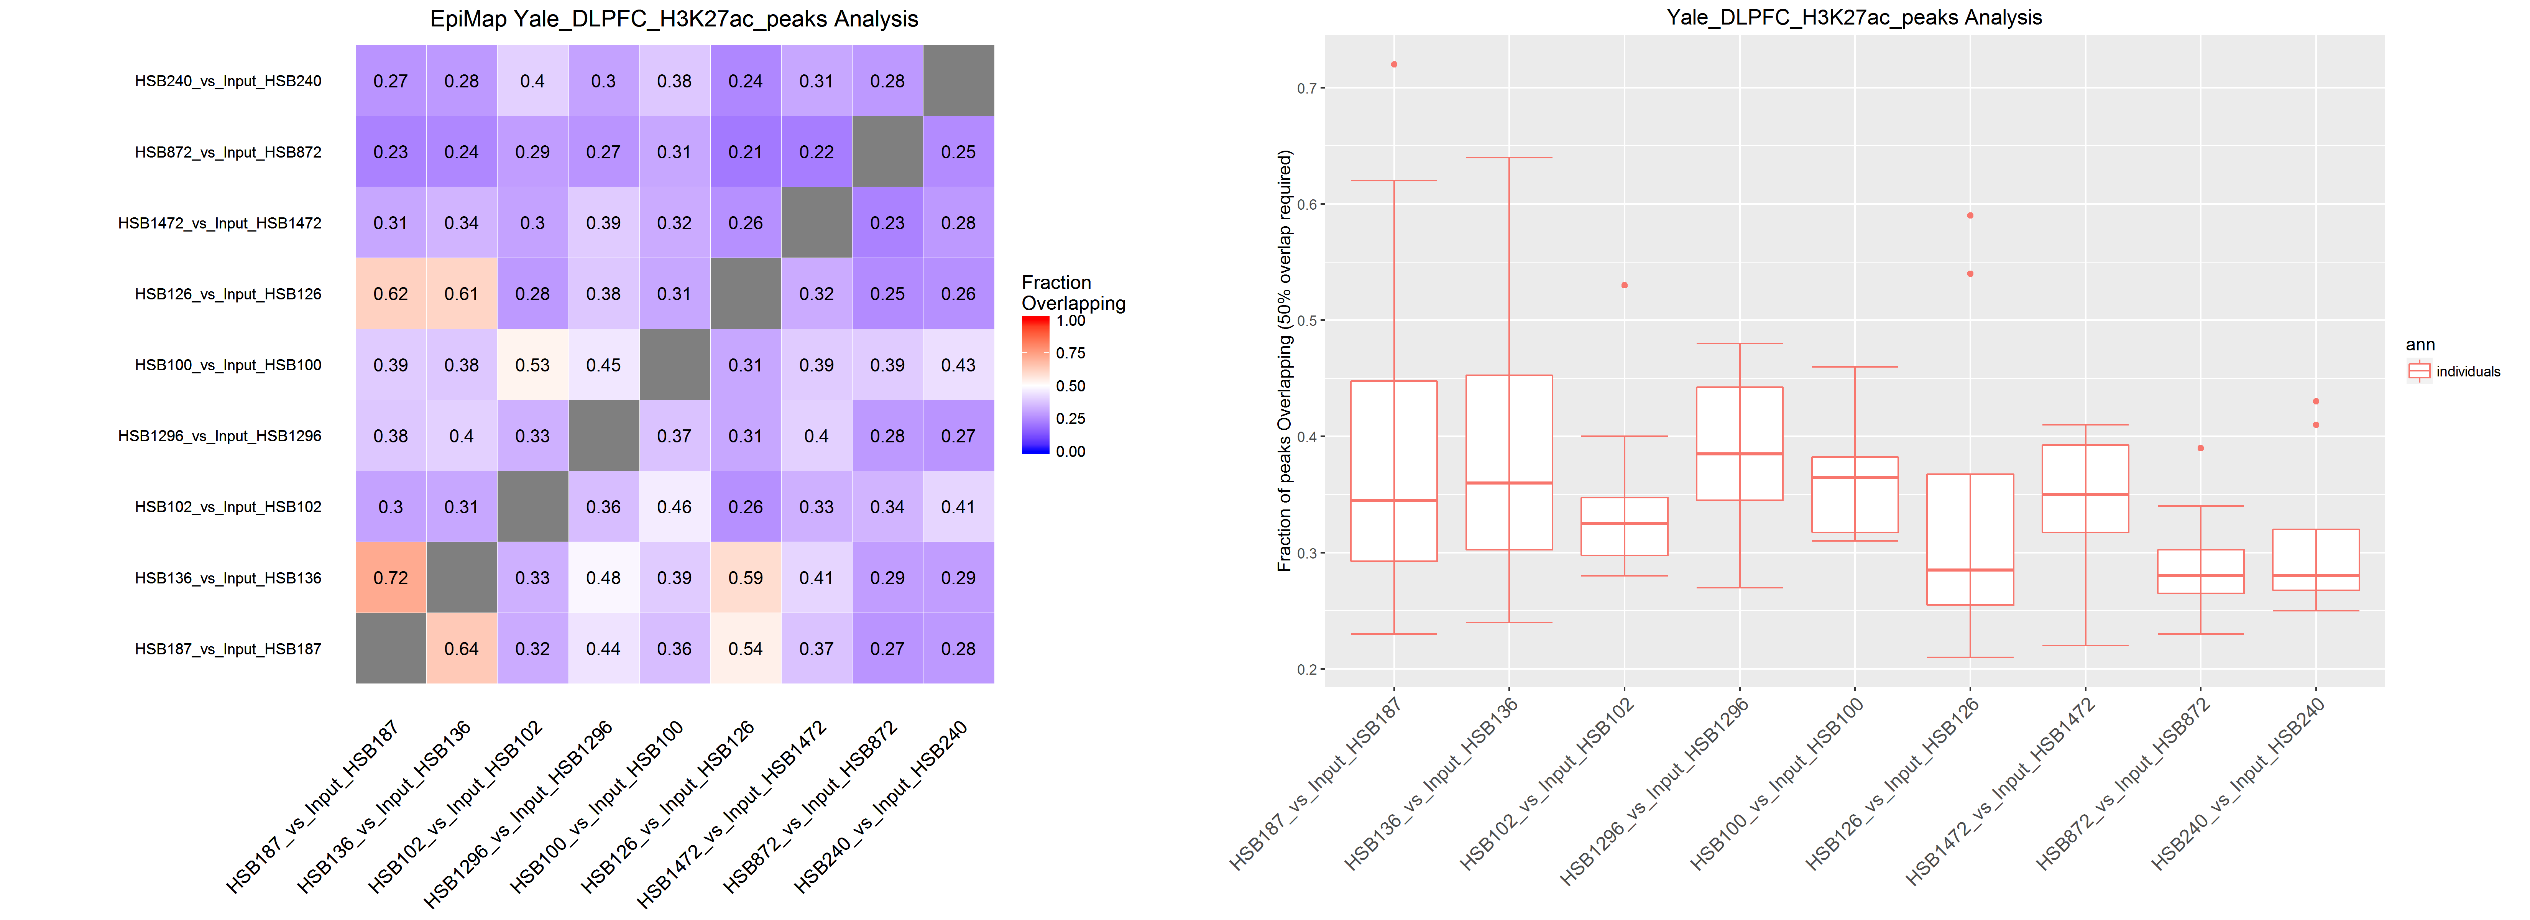 EpiMap Yale_DLPFC_H3K27ac_peaks Analysis
HSB240_vs_Input_HSB240 0.27 0.28 0.4 0.3 0.38 0.24 0.31 0.28
HSB872_vs_Input_HSB872 0.23 0.24 0.29 0.27 0.31 0.21 0.22 0.25
HSB1472_vs_Input_HSB1472 0.31 0.34 0.3 0.39 0.32 0.26 0.23 0.28
HSB126_vs_Input_HSB126 0.62 0.61 0.28 0.38 0.31 0.32 0.25 0.26
HSB100_vs_Input_HSB100 0.39 0.38 0.53 0.45 0.31 0.39 0.39 0.43
HSB1296_vs_Input_HSB1296 0.38 0.4 0.33 0.37 0.31 0.4 0.28 0.27
HSB102_vs_Input_HSB102 0.3 0.31 0.36 0.46 0.26 0.33 0.34 0.41
HSB136_vs_Input_HSB136 0.72 0.33 0.48 0.39 0.59 0.41 0.29 0.29
HSB187_vs_Input_HSB187 0.64 0.32 0.44 0.36 0.54 0.37 0.27 0.28
HSB187_vs_Input_HSB187
HSB136_vs_Input_HSB136
HSB102_vs_Input_HSB102
HSB1296_vs_Input_HSB1296
HSB100_vs_Input_HSB100
HSB126_vs_Input_HSB126
HSB1472_vs_Input_HSB1472
HSB872_vs_Input_HSB872
HSB240_vs_Input_HSB240
Fraction
Overlapping
1.00
0.75
0.50
0.25
0.00
Yale_DLPFC_H3K27ac_peaks Analysis
Fraction of peaks Overlapping (50% overlap required)
0.7
0.6
0.5
0.4
0.3
0.2
HSB187_vs_Input_HSB187
HSB136_vs_Input_HSB136
HSB102_vs_Input_HSB102
HSB1296_vs_Input_HSB1296
HSB100_vs_Input_HSB100
HSB126_vs_Input_HSB126
HSB1472_vs_Input_HSB1472
HSB872_vs_Input_HSB872
HSB240_vs_Input_HSB240
ann
individuals